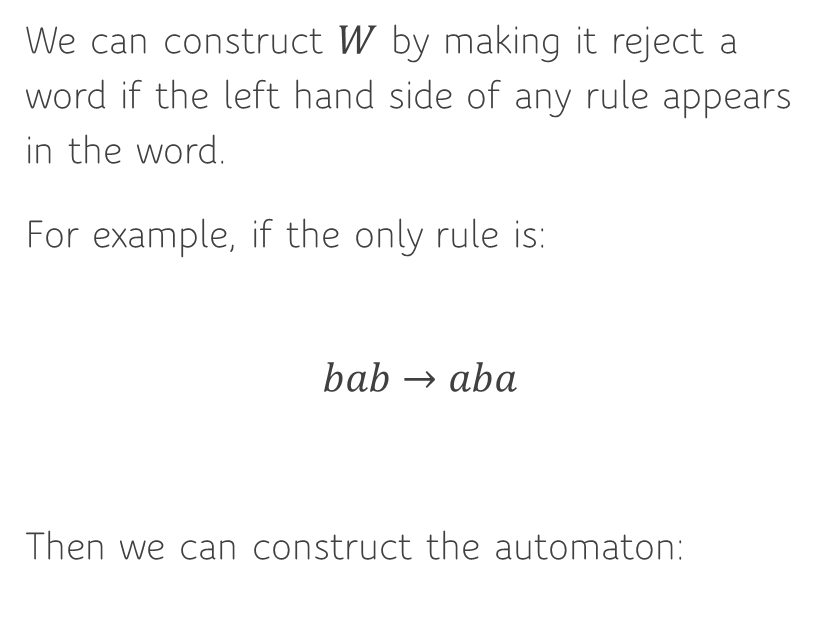 We can construct W by making it reject a
word if the left hand side of any rule appears
in the word.
For example, if the only rule is:
bab → aba
Then we can construct the automaton: